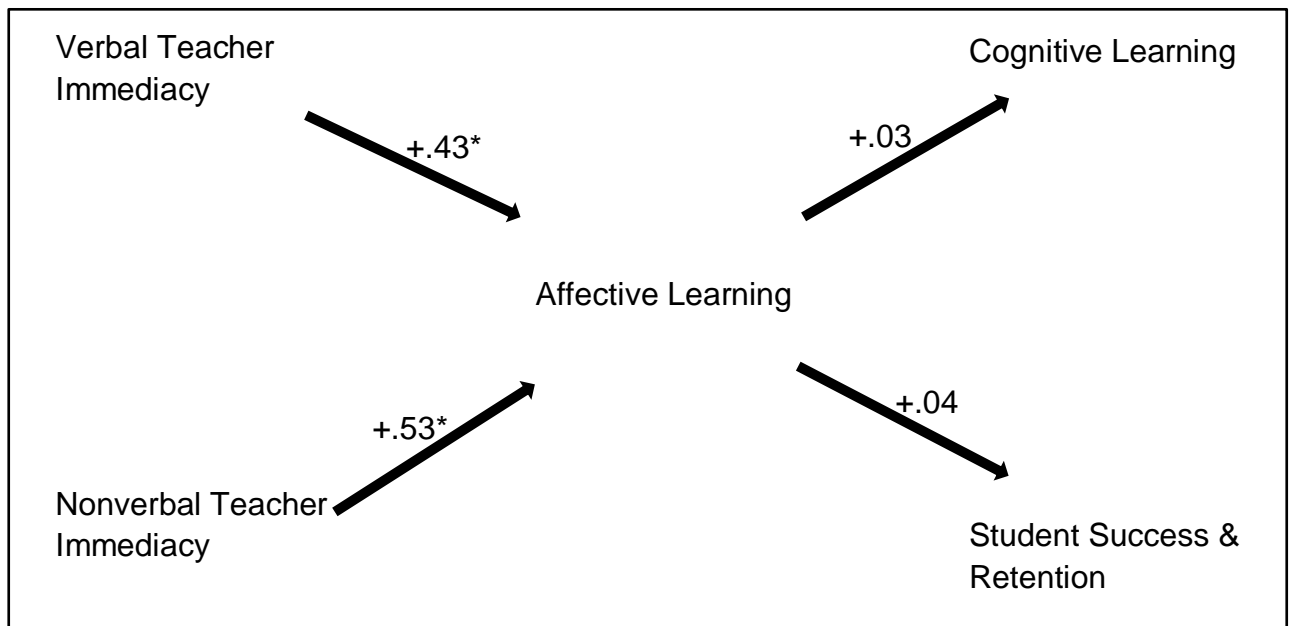 Verbal Teacher
Immediacy
Cognitive Learning
+.43*
+.03
Affective Learning
+.53*
+.04
Nonverbal Teacher
Immediacy
Student Success &
Retention